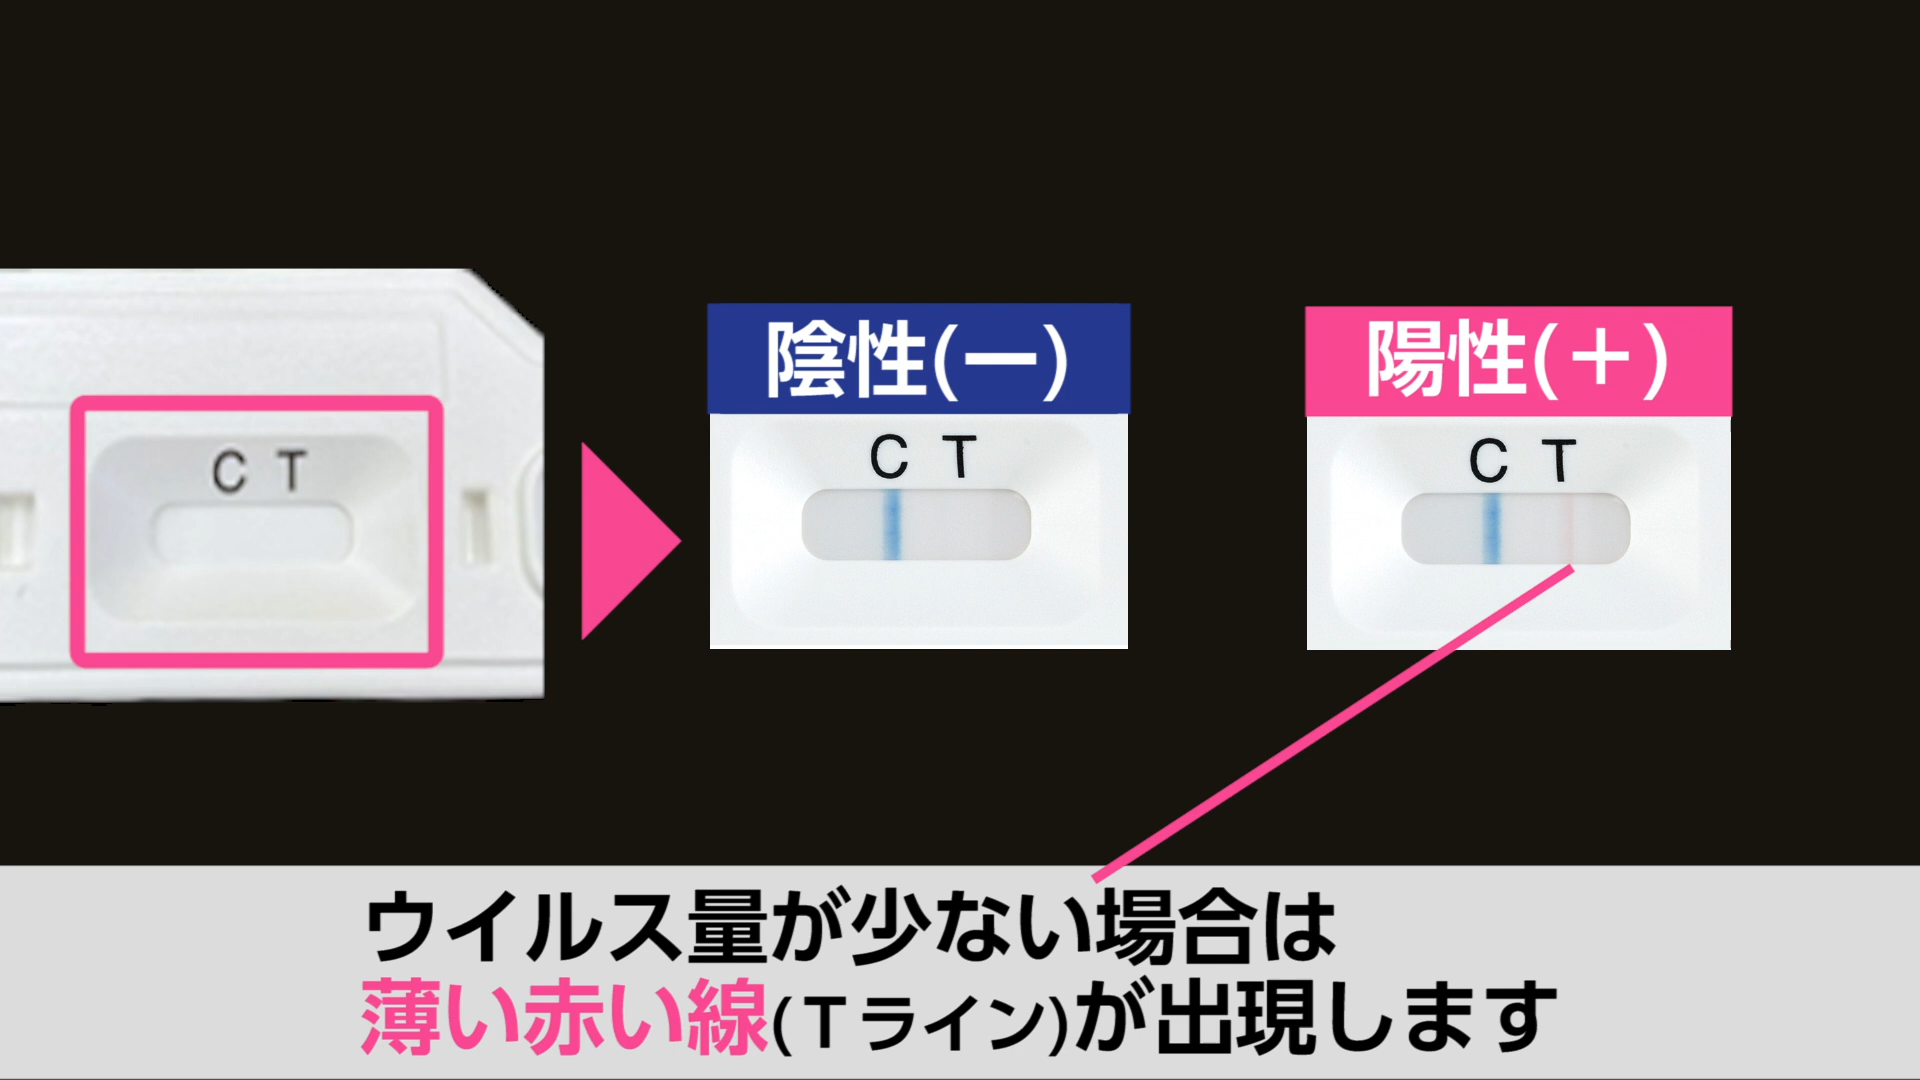 C T
陰性(ー)
C T
陽性(＋)
C T
ウイルス量が少ない場合は
薄い赤い線(Tライン)が出現します